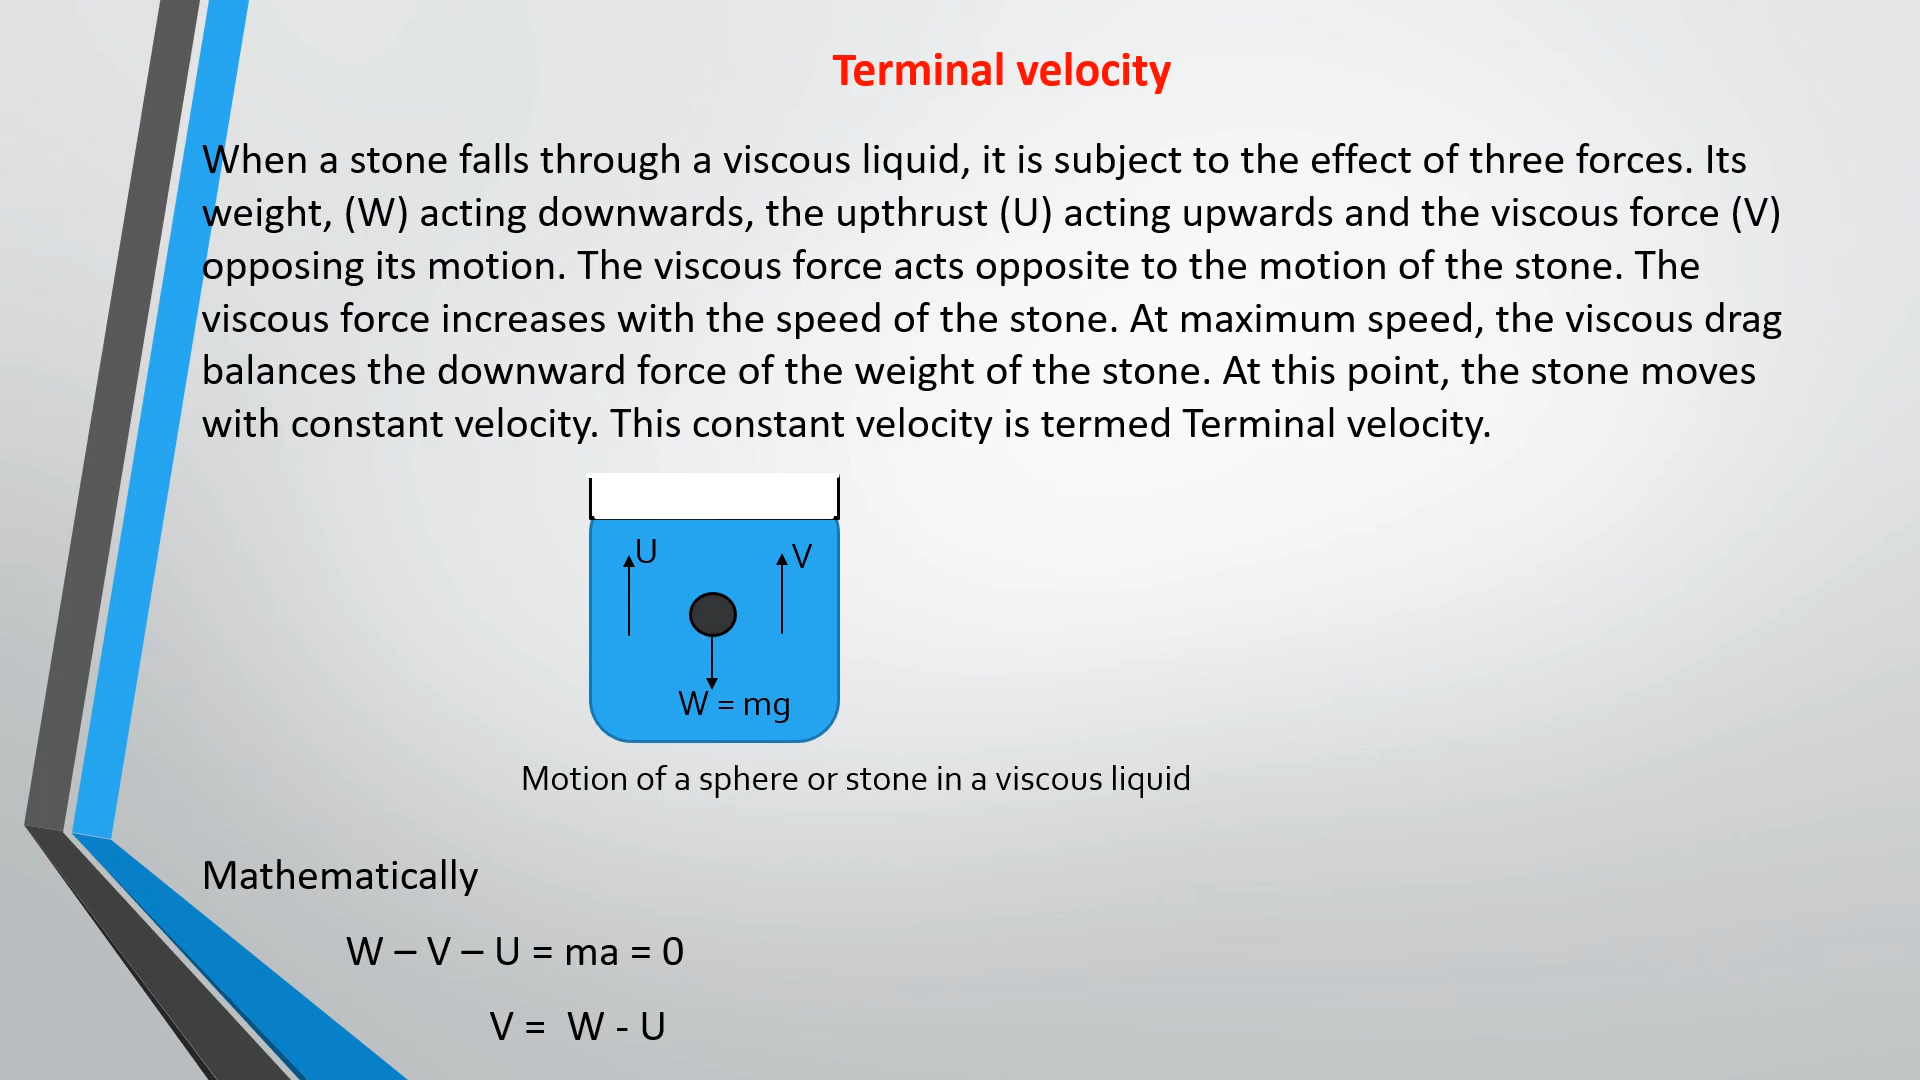 Terminal velocity
When a stone falls through a viscous liquid, it is subject to the effect of three forces. Its
weight, (W) acting downwards, the upthrust (U) acting upwards and the viscous force (V)
opposing its motion. The viscous force acts opposite to the motion of the stone. The
viscous force increases with the speed of the stone. At maximum speed, the viscous drag
balances the downward force of the weight of the stone. At this point, the stone moves
with constant velocity. This constant velocity is termed Terminal velocity.
U
V
W = mg
Motion of a sphere or stone in a viscous liquid
Mathematically
W – V – U = ma = 0
V = W - U